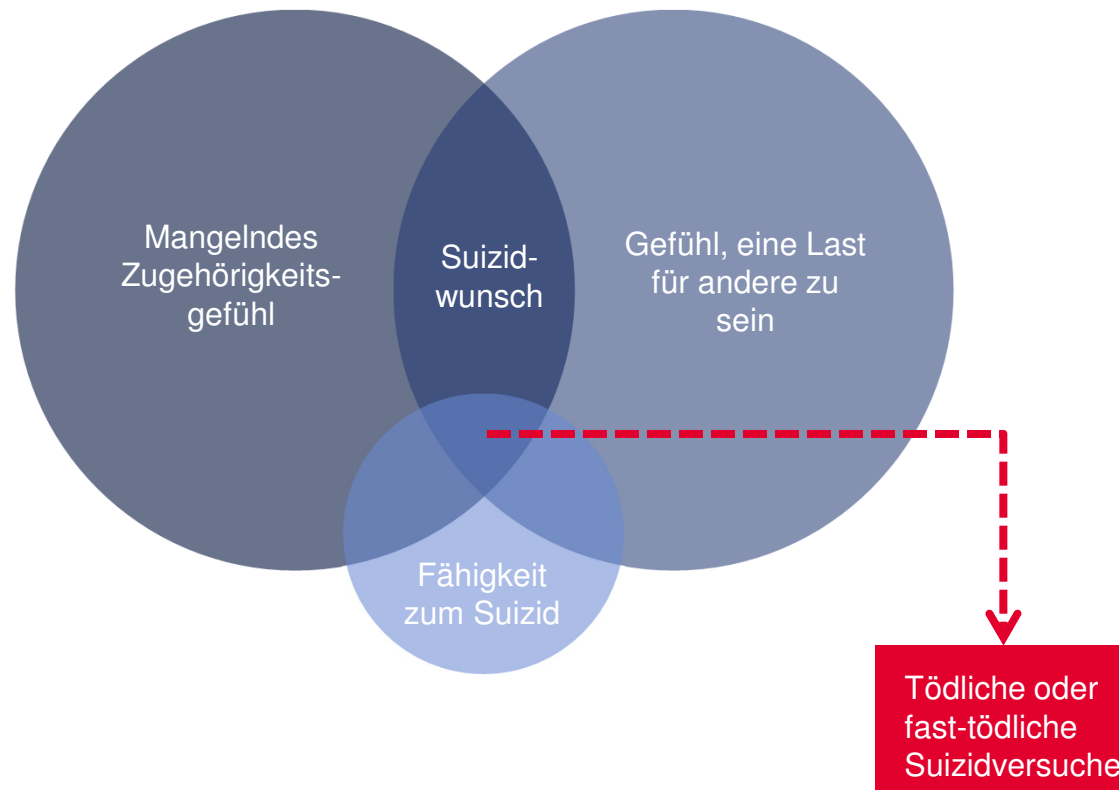 Mangelndes
Zugehörigkeits-
gefühl
Suizid-
wunsch
Gefühl, eine Last
für andere zu
sein
Fähigkeit
zum Suizid
Tödliche oder
fast-tödliche
Suizidversuche